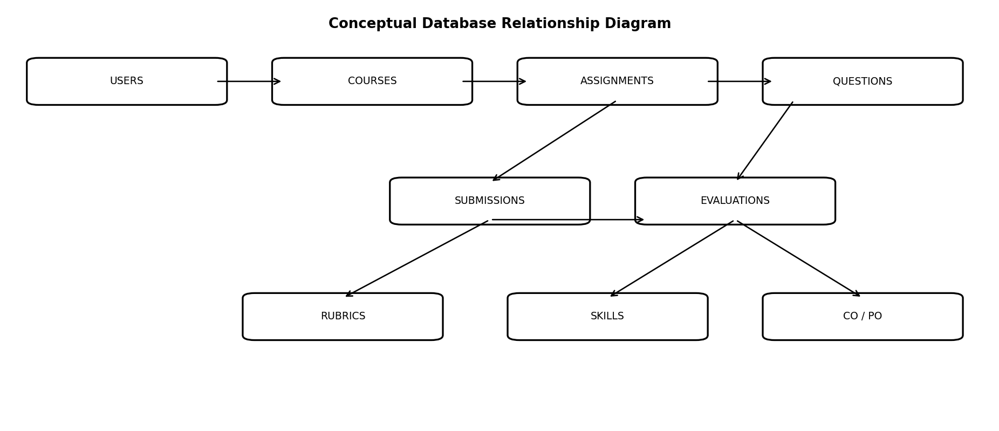 Conceptual Database Relationship Diagram
USERS
COURSES
ASSIGNMENTS
QUESTIONS
SUBMISSIONS
EVALUATIONS
RUBRICS
SKILLS
CO / PO